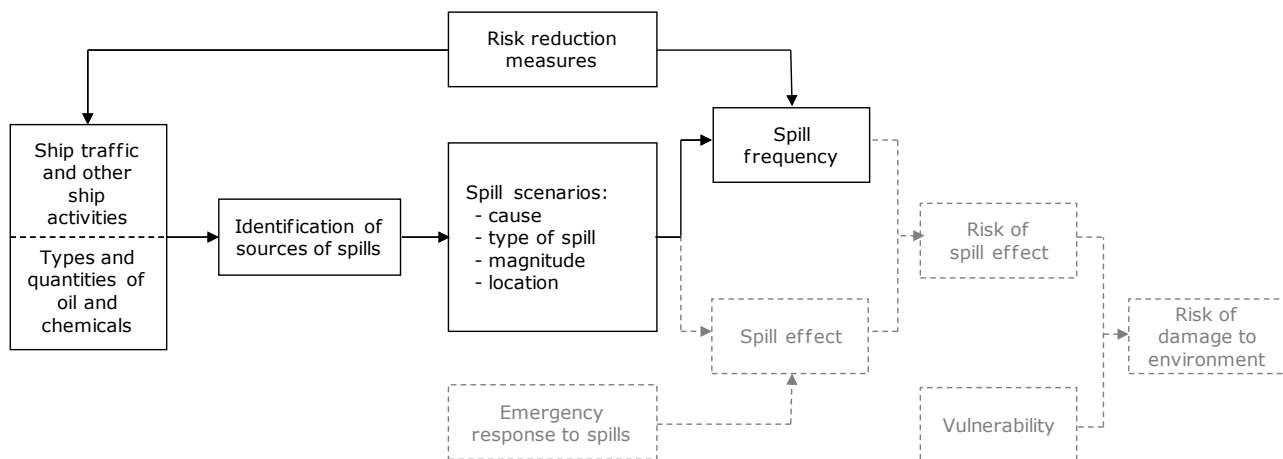 Risk reduction
measures
Ship traffic
and other
ship
activities
Types and
quantities of
oil and
chemicals
Identification of
sources of spills
Spill scenarios:
- cause
- type of spill
- magnitude
- location
Spill
frequency
Spill effect
Emergency
response to spills
Risk of
spill effect
Vulnerability
Risk of
damage to
environment